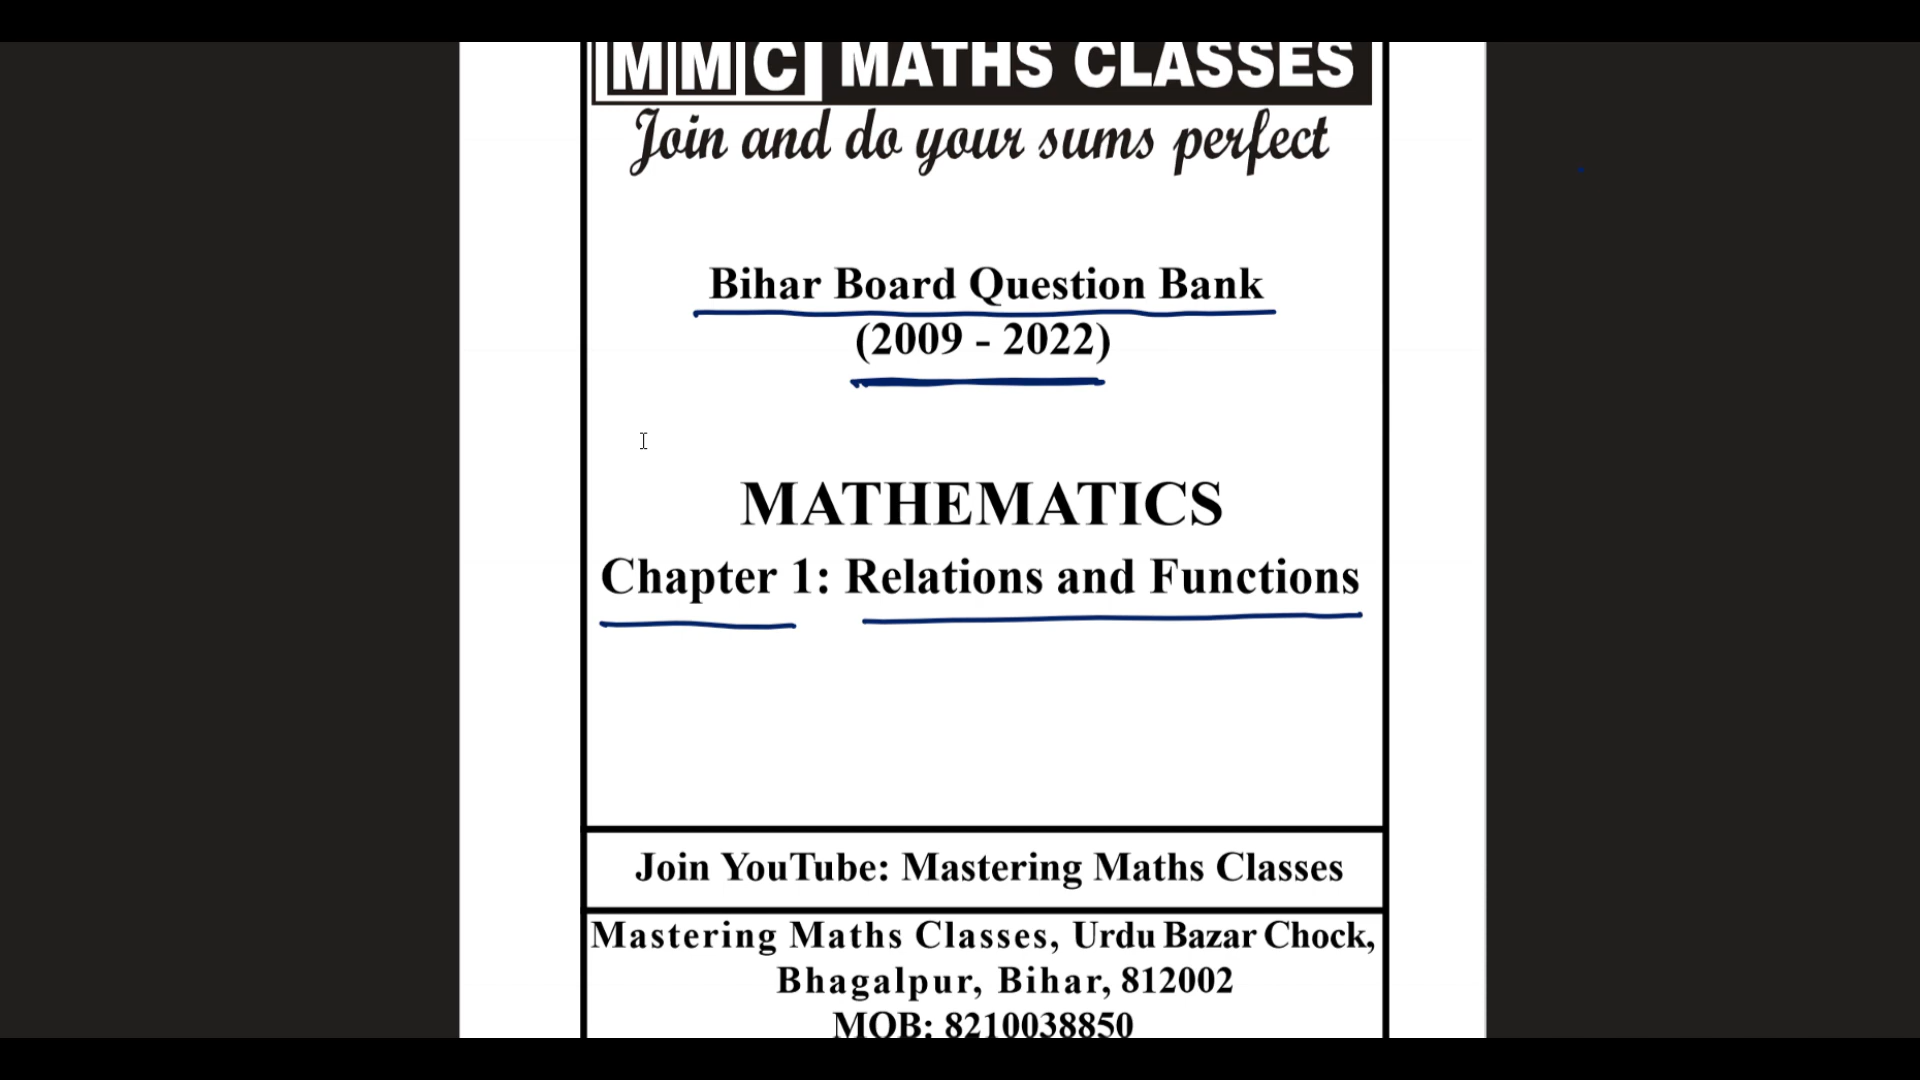 MMC MATHS CLASSES
Join and do your sums perfect
Bihar Board Question Bank
(2009 - 2022)
MATHEMATICS
Chapter 1: Relations and Functions
Join YouTube: Mastering Maths Classes
Mastering Maths Classes, Urdu Bazar Chock,
Bhagalpur, Bihar, 812002
MOB: 8210038850